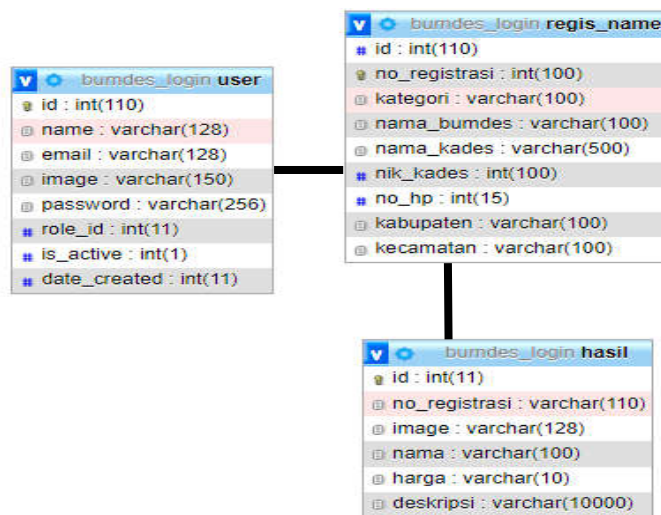 bumdes_login user
id : int(110)
name : varchar(128)
email : varchar(128)
image : varchar(150)
password : varchar(256)
role_id : int(11)
is_active : int(1)
date_created : int(11)
bumdes_login regis_name
id : int(110)
no_registrasi : int(100)
kategori : varchar(100)
nama_bumdes : varchar(100)
nama_kades : varchar(500)
nik_kades : int(100)
no_hp : int(15)
kabupaten : varchar(100)
kecamatan : varchar(100)
bumdes_login hasil
id : int(11)
no_registrasi : varchar(110)
image : varchar(128)
nama : varchar(100)
harga : varchar(10)
deskripsi : varchar(10000)